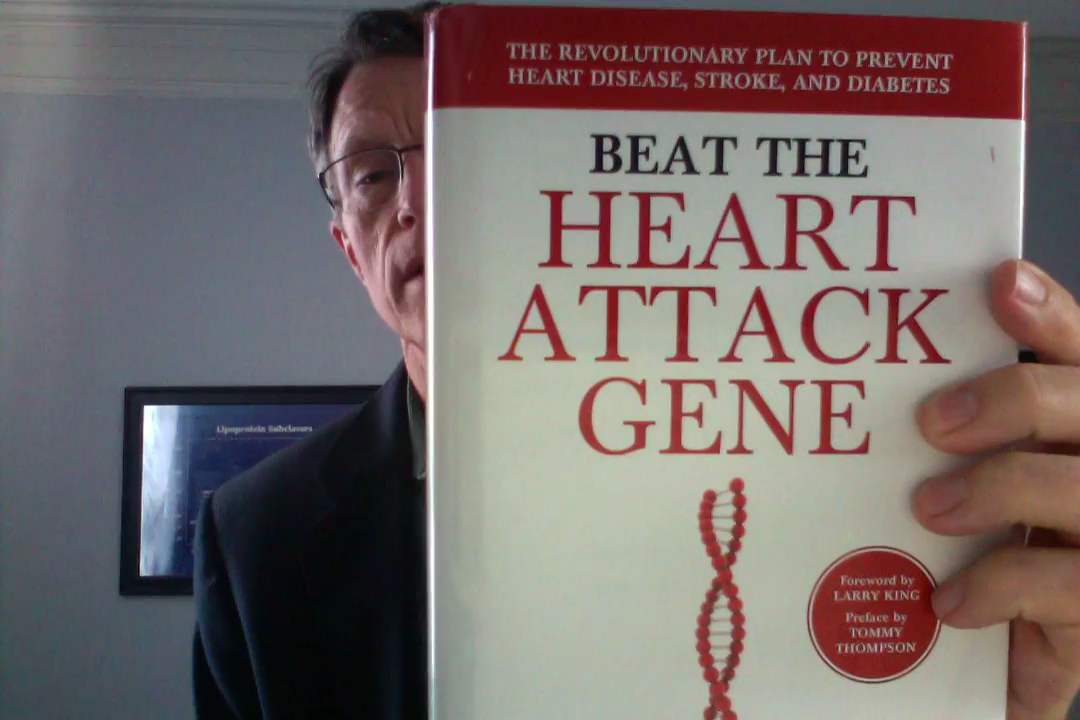 THE REVOLUTIONARY PLAN TO PREVENT
HEART DISEASE, STROKE, AND DIABETES
BEAT THE
HEART
ATTACK
GENE
Foreword by
LARRY KING
Preface by
TOMMY
THOMPSON
Lipoprotein Subclasses